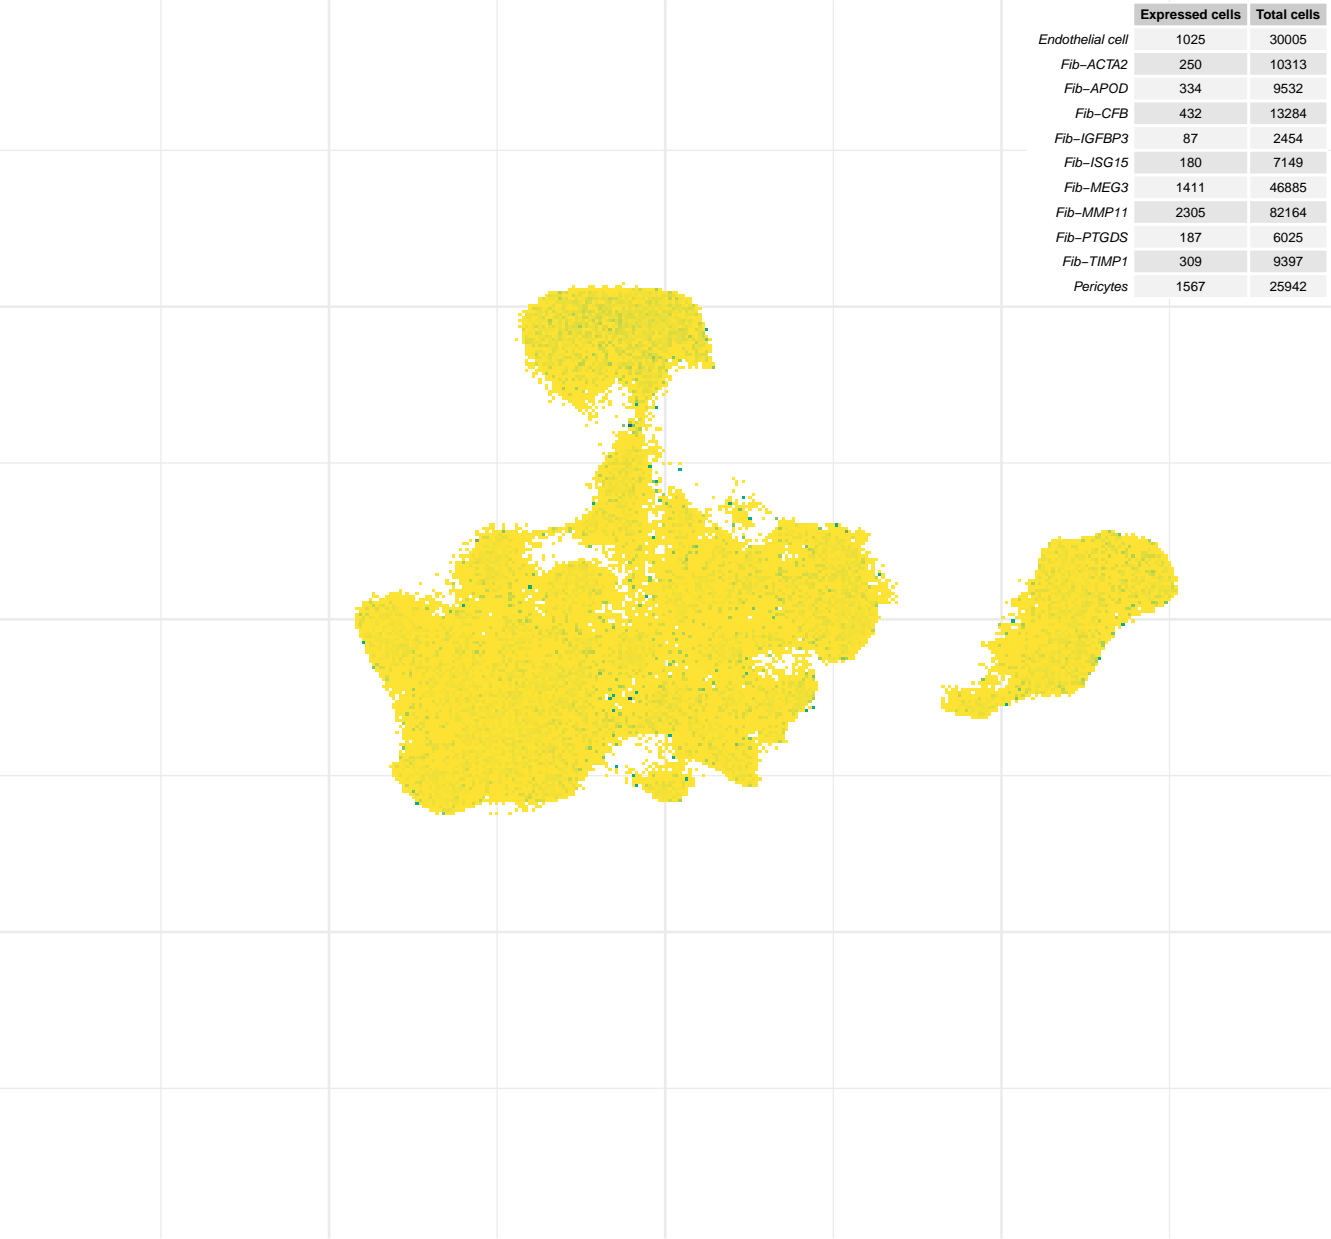 Expressed cells Total cells
Endothelial cell 1025 30005
Fib−ACTA2 250 10313
Fib−APOD 334 9532
Fib−CFB 432 13284
Fib−IGFBP3 87 2454
Fib−ISG15 180 7149
Fib−MEG3 1411 46885
Fib−MMP11 2305 82164
Fib−PTGDS 187 6025
Fib−TIMP1 309 9397
Pericytes 1567 25942